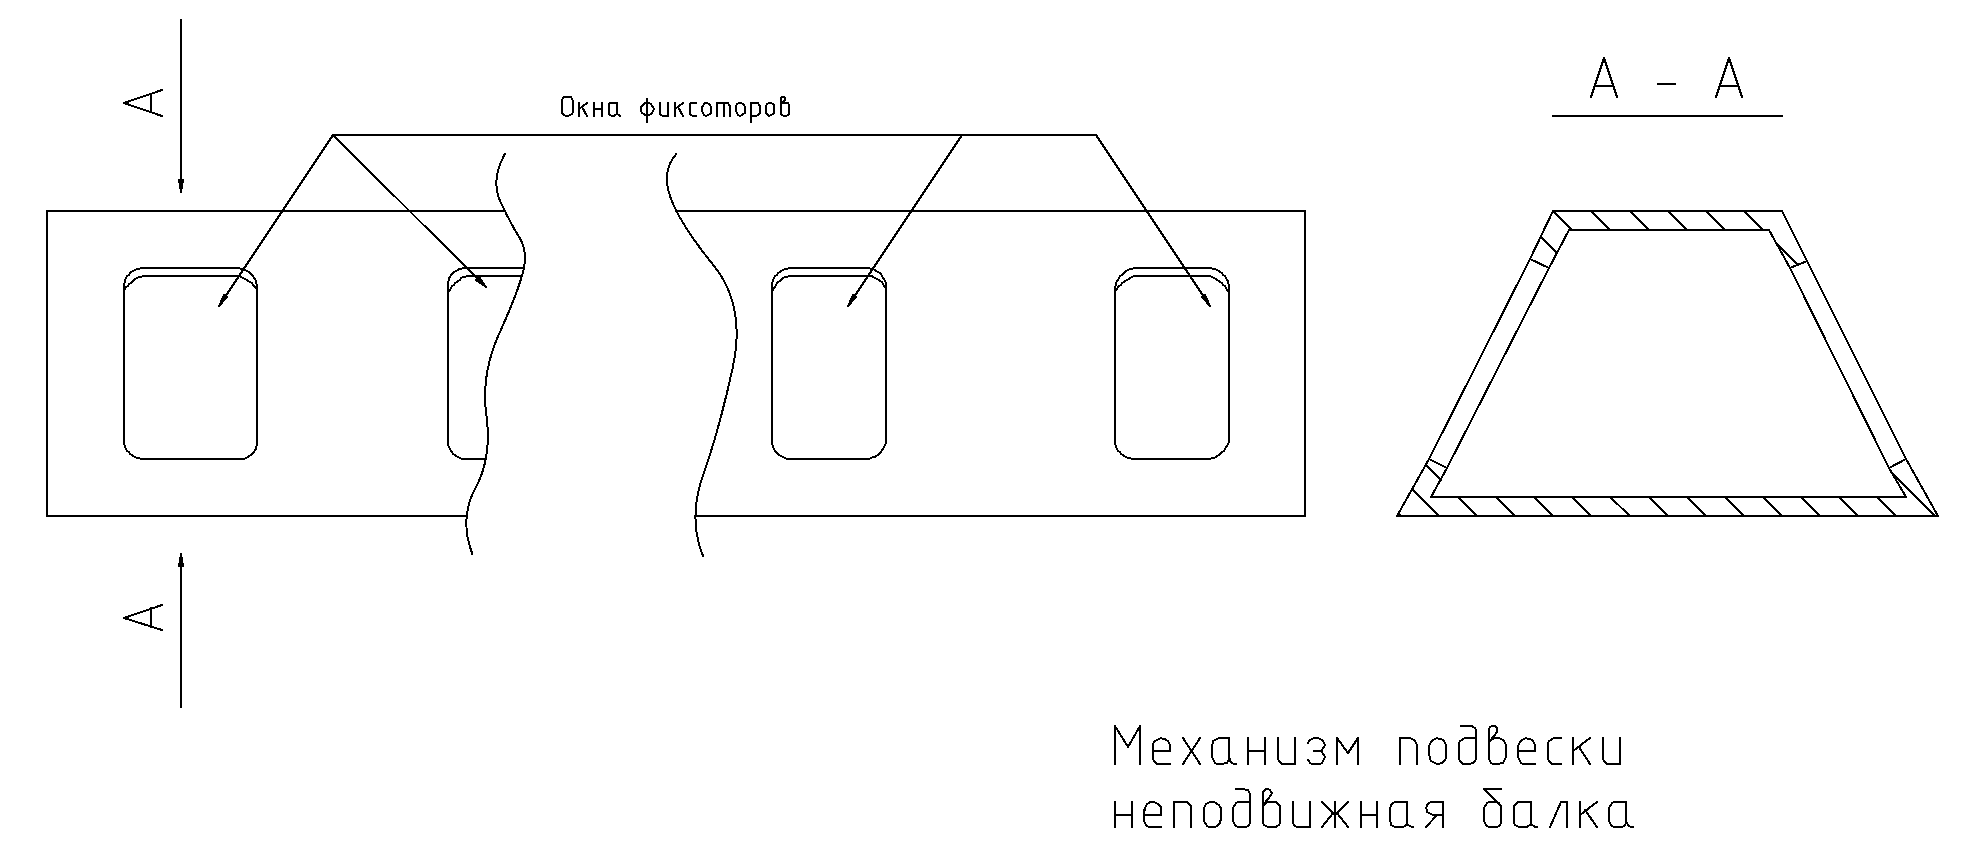 А
Окна фиксоторов
А - А
А
Механизм подвески
неподвижная балка